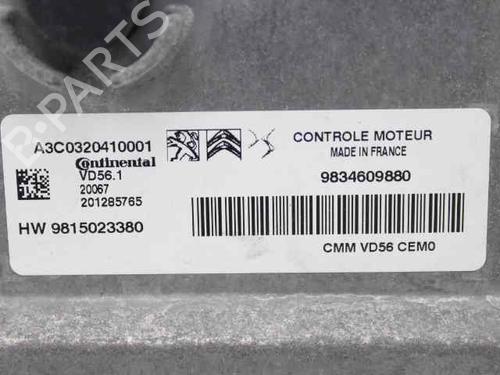 B-PARTS
A3C0320410001
Continental
VD56.1
20067
201285765
HW 9815023380
CONTROLE MOTEUR
MADE IN FRANCE
9834609880
CMM VD56 CEM0